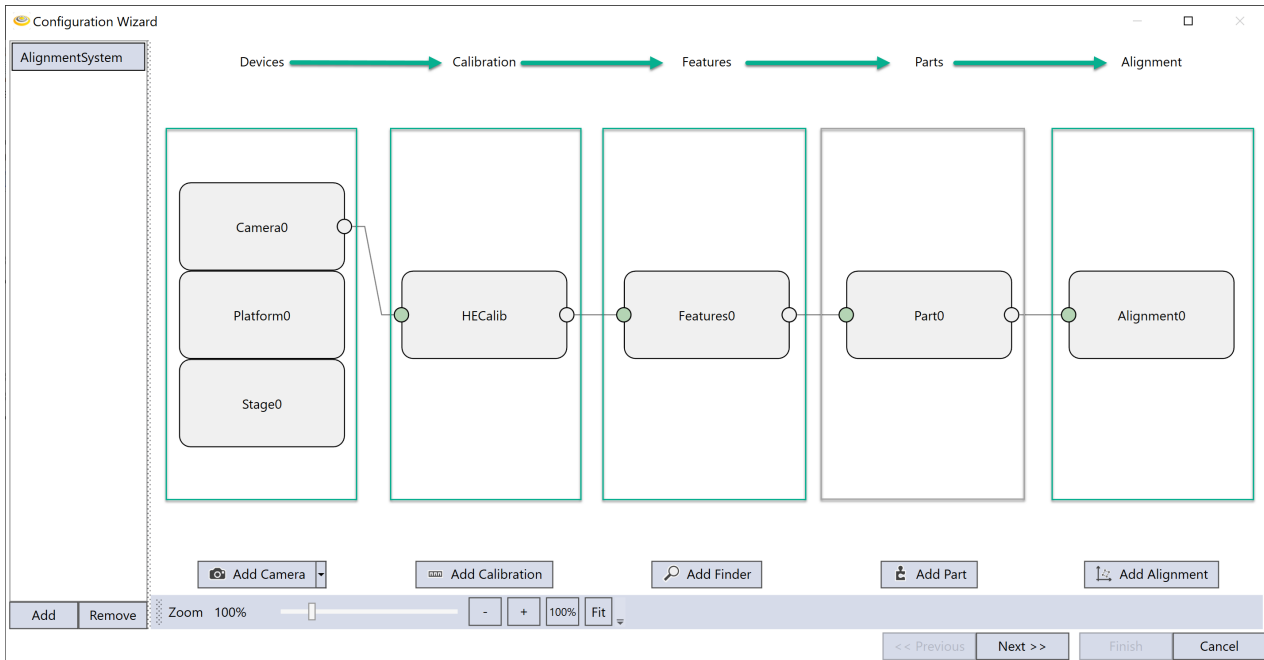 Configuration Wizard
AlignmentSystem
Devices Calibration Features Parts Alignment
Camera0
Platform0
Stage0
HECalib
Features0
Part0
Alignment0
Add Camera
Add Calibration
Add Finder
Add Part
Add Alignment
Add Remove
Zoom 100% - + 100% Fit
<< Previous Next >> Finish Cancel